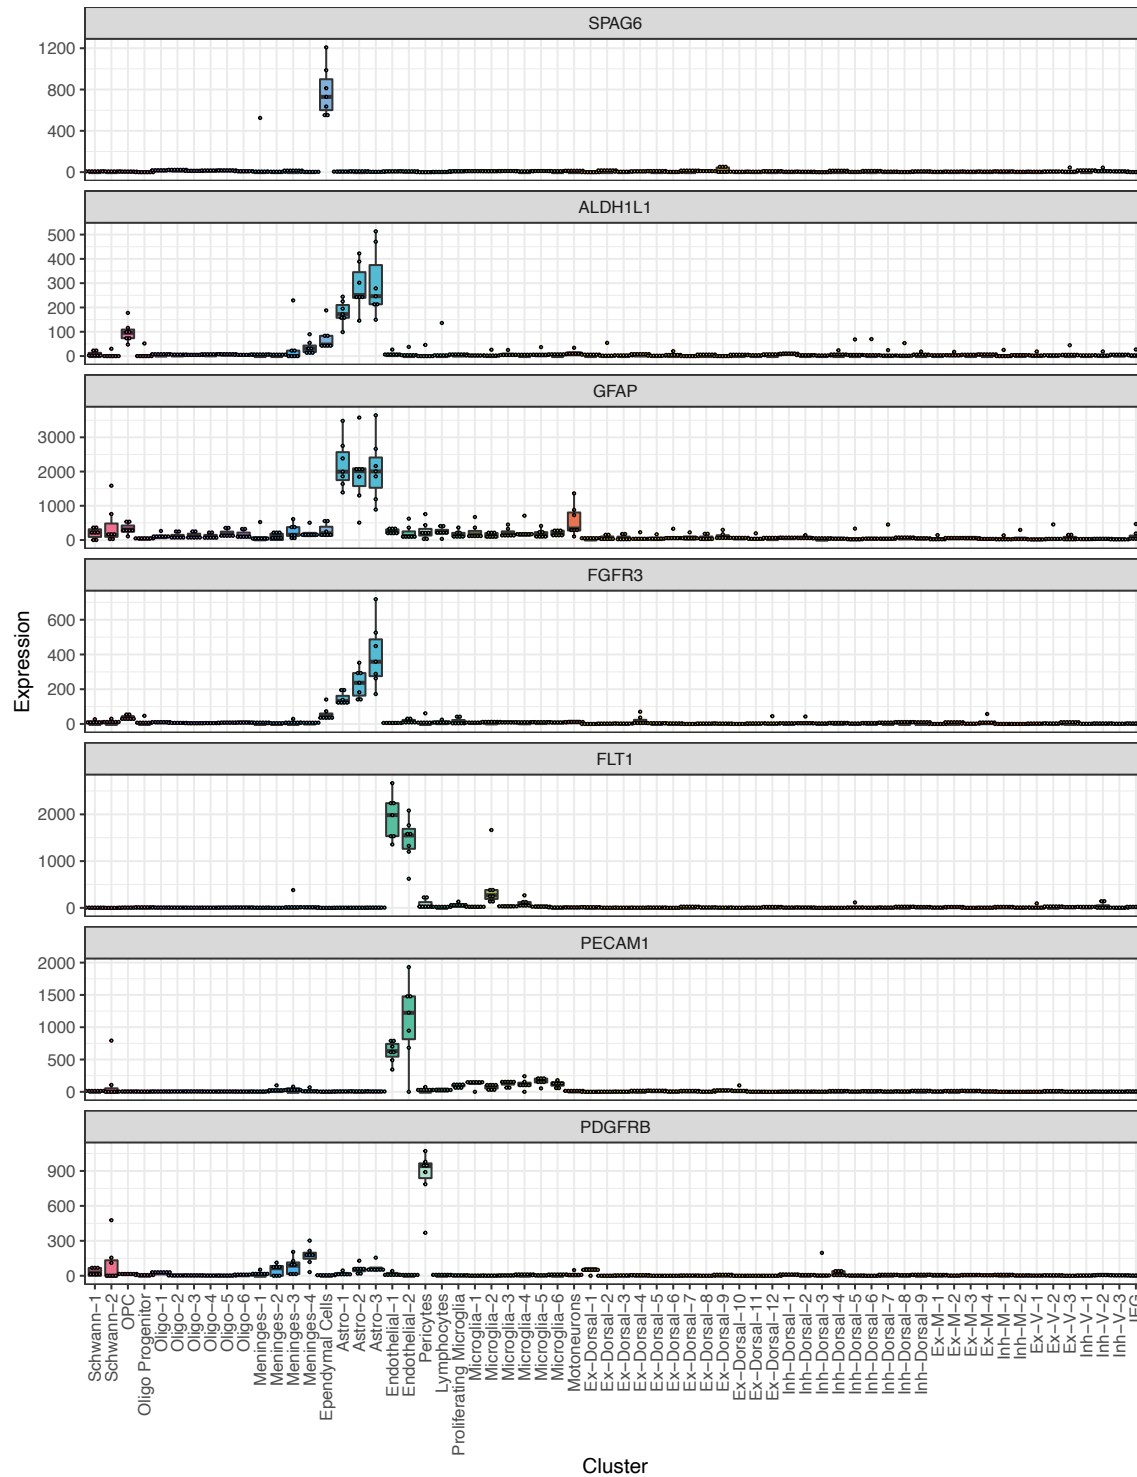 SPAG6
1200
800
400
0
ALDH1L1
500
400
300
200
100
0
GFAP
3000
2000
1000
0
FGFR3
600
400
200
0
FLT1
2000
1000
0
PECAM1
2000
1500
1000
500
0
PDGFRB
900
600
300
0
Expression
Schwann−1
Schwann−2
OPC
Oligo Progenitor
Oligo−1
Oligo−2
Oligo−3
Oligo−4
Oligo−5
Oligo−6
Meninges−1
Meninges−2
Meninges−3
Meninges−4
Ependymal Cells
Astro−1
Astro−2
Astro−3
Endothelial−1
Endothelial−2
Pericytes
Lymphocytes
Proliferating Microglia
Microglia−1
Microglia−2
Microglia−3
Microglia−4
Microglia−5
Microglia−6
Motoneurons
Ex−Dorsal−1
Ex−Dorsal−2
Ex−Dorsal−3
Ex−Dorsal−4
Ex−Dorsal−5
Ex−Dorsal−6
Ex−Dorsal−7
Ex−Dorsal−8
Ex−Dorsal−9
Ex−Dorsal−10
Ex−Dorsal−11
Ex−Dorsal−12
Inh−Dorsal−1
Inh−Dorsal−2
Inh−Dorsal−3
Inh−Dorsal−4
Inh−Dorsal−5
Inh−Dorsal−6
Inh−Dorsal−7
Inh−Dorsal−8
Inh−Dorsal−9
Ex−M−1
Ex−M−2
Ex−M−3
Ex−M−4
Inh−M−1
Inh−M−2
Ex−V−1
Ex−V−2
Ex−V−3
Inh−V−1
Inh−V−2
Inh−V−3
Cluster